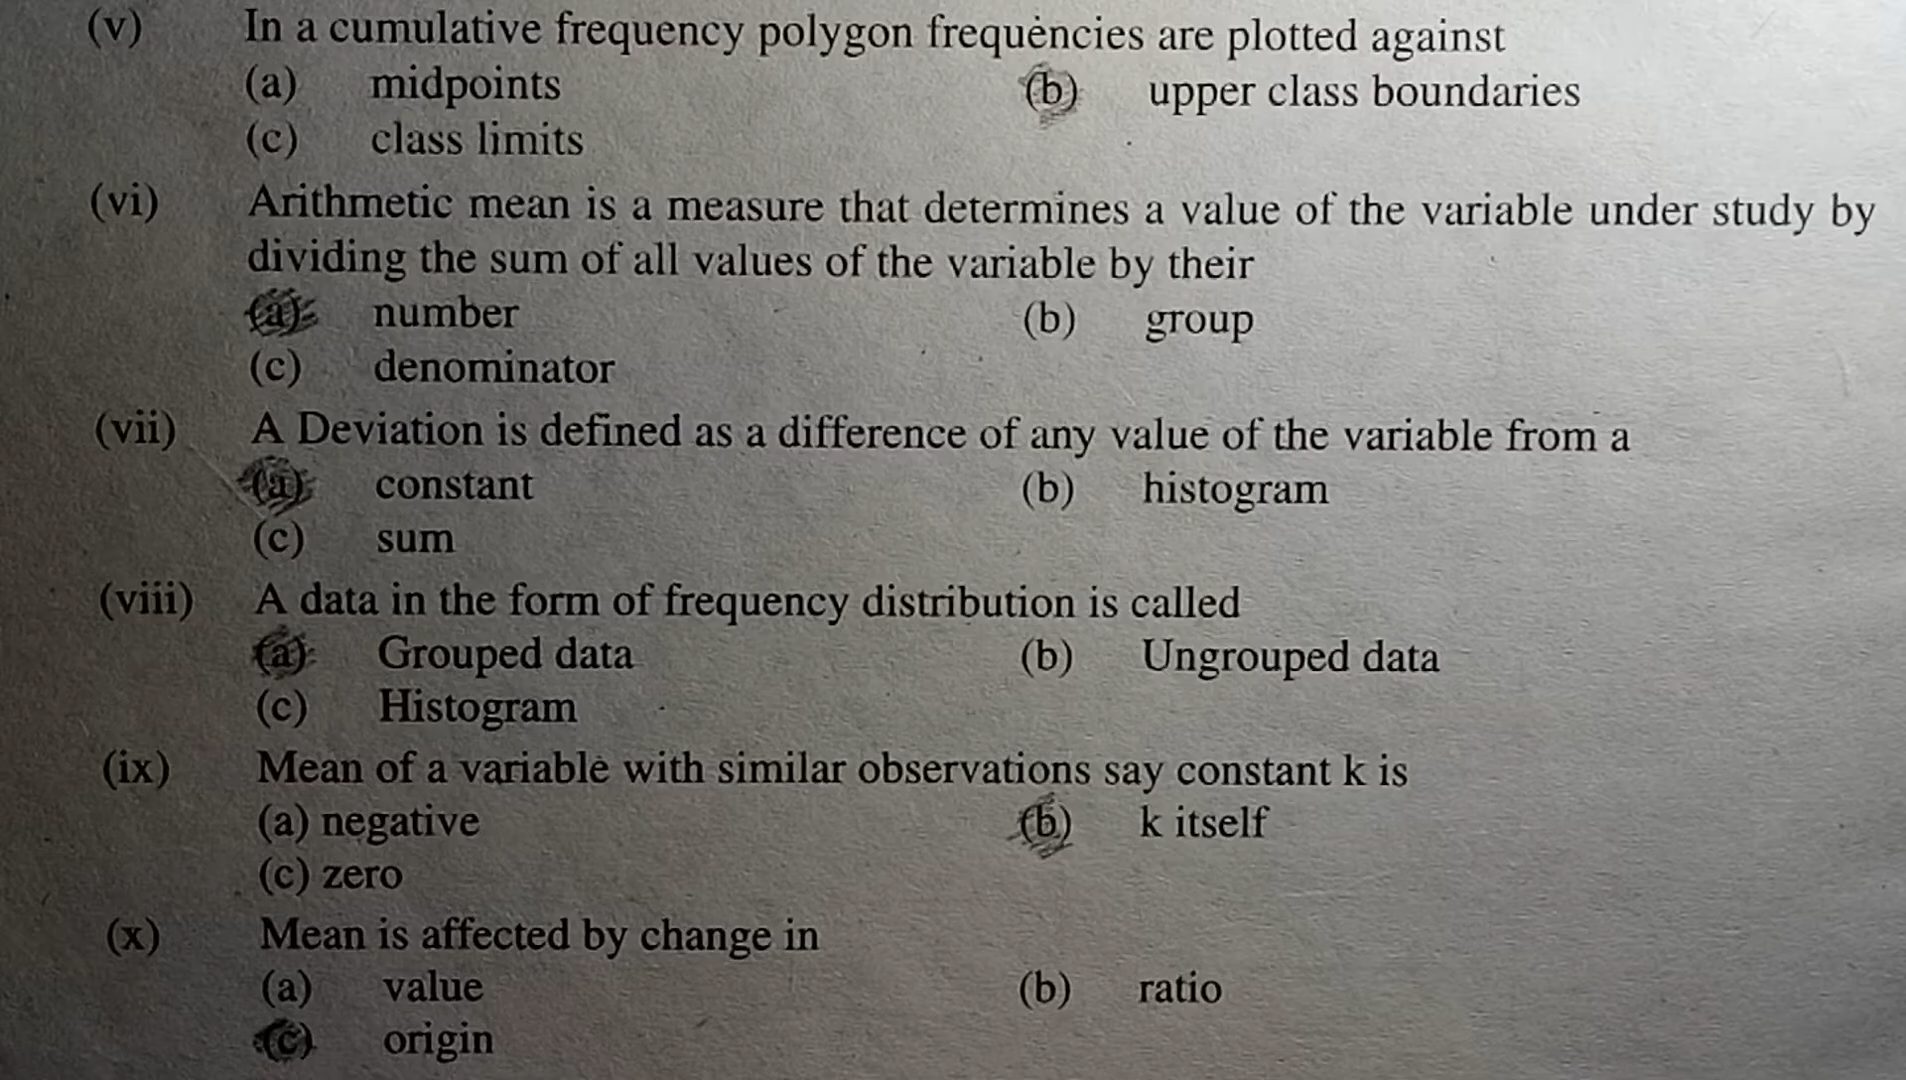 (v) In a cumulative frequency polygon frequencies are plotted against
(a) midpoints (b) upper class boundaries
(c) class limits
(vi) Arithmetic mean is a measure that determines a value of the variable under study by
dividing the sum of all values of the variable by their
(a) number (b) group
(c) denominator
(vii) A Deviation is defined as a difference of any value of the variable from a
(a) constant (b) histogram
(c) sum
(viii) A data in the form of frequency distribution is called
(a) Grouped data (b) Ungrouped data
(c) Histogram
(ix) Mean of a variable with similar observations say constant k is
(a) negative (b) k itself
(c) zero
(x) Mean is affected by change in
(a) value (b) ratio
(c) origin